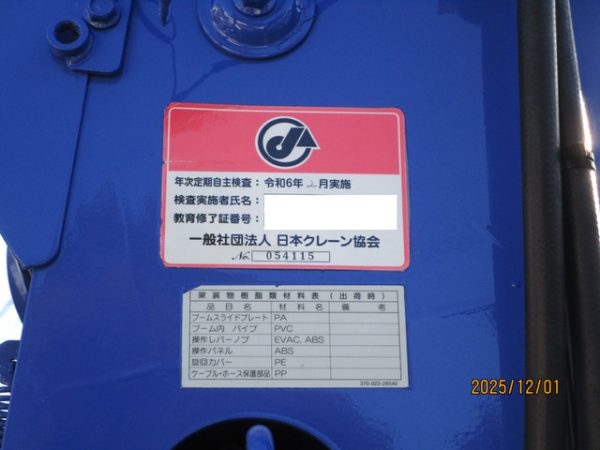 年次定期自主検査：令和6年 月実施
検査実施者氏名：
教育修了証番号：
一般社団法人 日本クレーン協会
No. 054115
架装物樹脂類材料表（出荷時）
品目名 材料名 備考
ブームスライドプレート PA
ブーム内 パイプ PVC
操作レバーノブ EVAC, ABS
操作パネル ABS
旋回カバー PE
ケーブル・ホース保護部品 PP
370-022-26540
2025/12/01